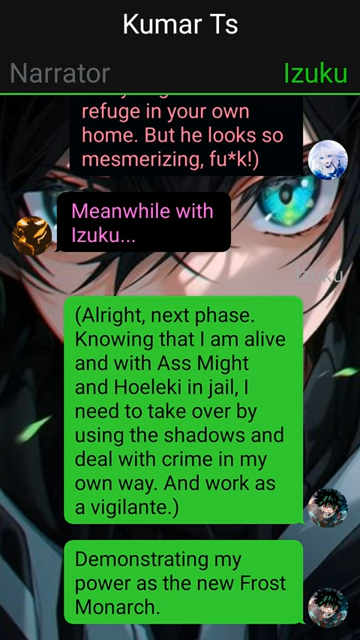 Kumar Ts
Narrator
Izuku
refuge in your own
home. But he looks so
mesmerizing, fu*k!)
Meanwhile with
Izuku...
Izuku
(Alright, next phase.
Knowing that I am alive
and with Ass Might
and Hoeleki in jail, I
need to take over by
using the shadows and
deal with crime in my
own way. And work as
a vigilante.)
Demonstrating my
power as the new Frost
Monarch.